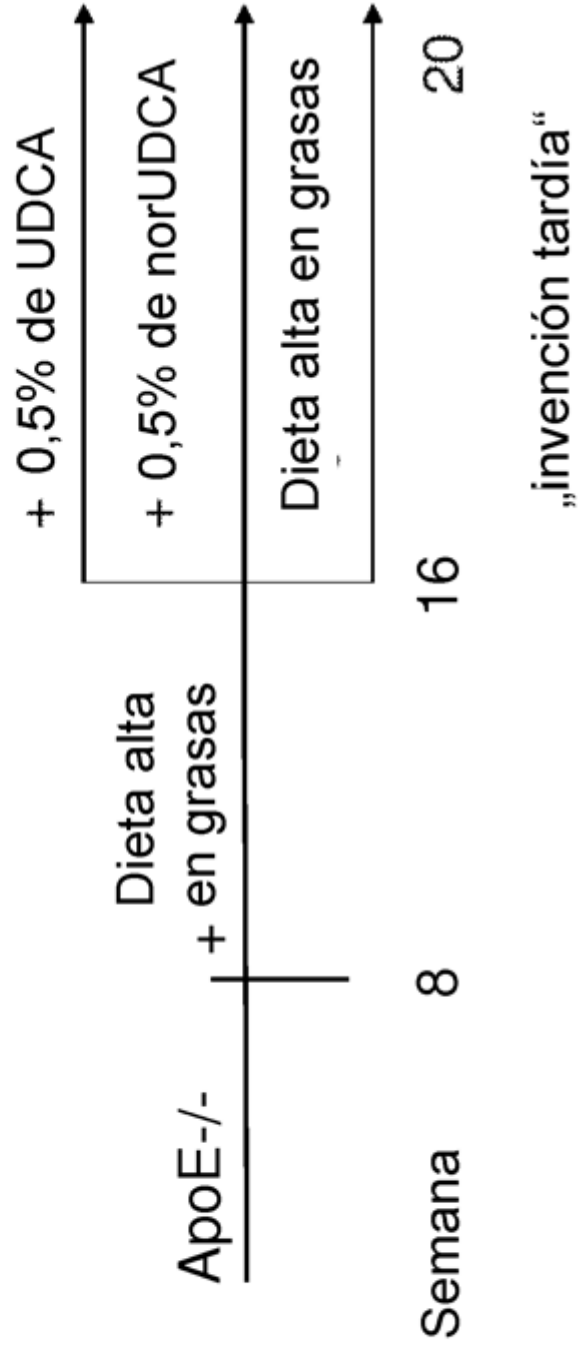 + 0,5% de UDCA
+ 0,5% de norUDCA
Dieta alta
+ en grasas
ApoE-/-
Dieta alta en grasas
Semana
8
16
20
„invención tardía“